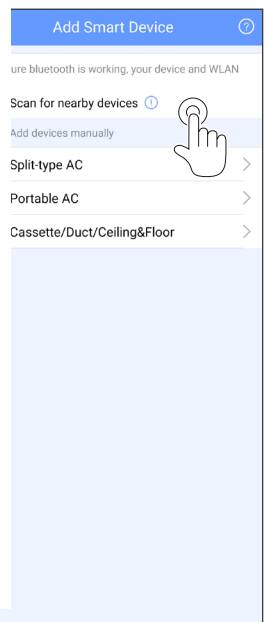 Add Smart Device ?
ure bluetooth is working, your device and WLAN
Scan for nearby devices !
Add devices manually
Split-type AC
Portable AC
Cassette/Duct/Ceiling&Floor